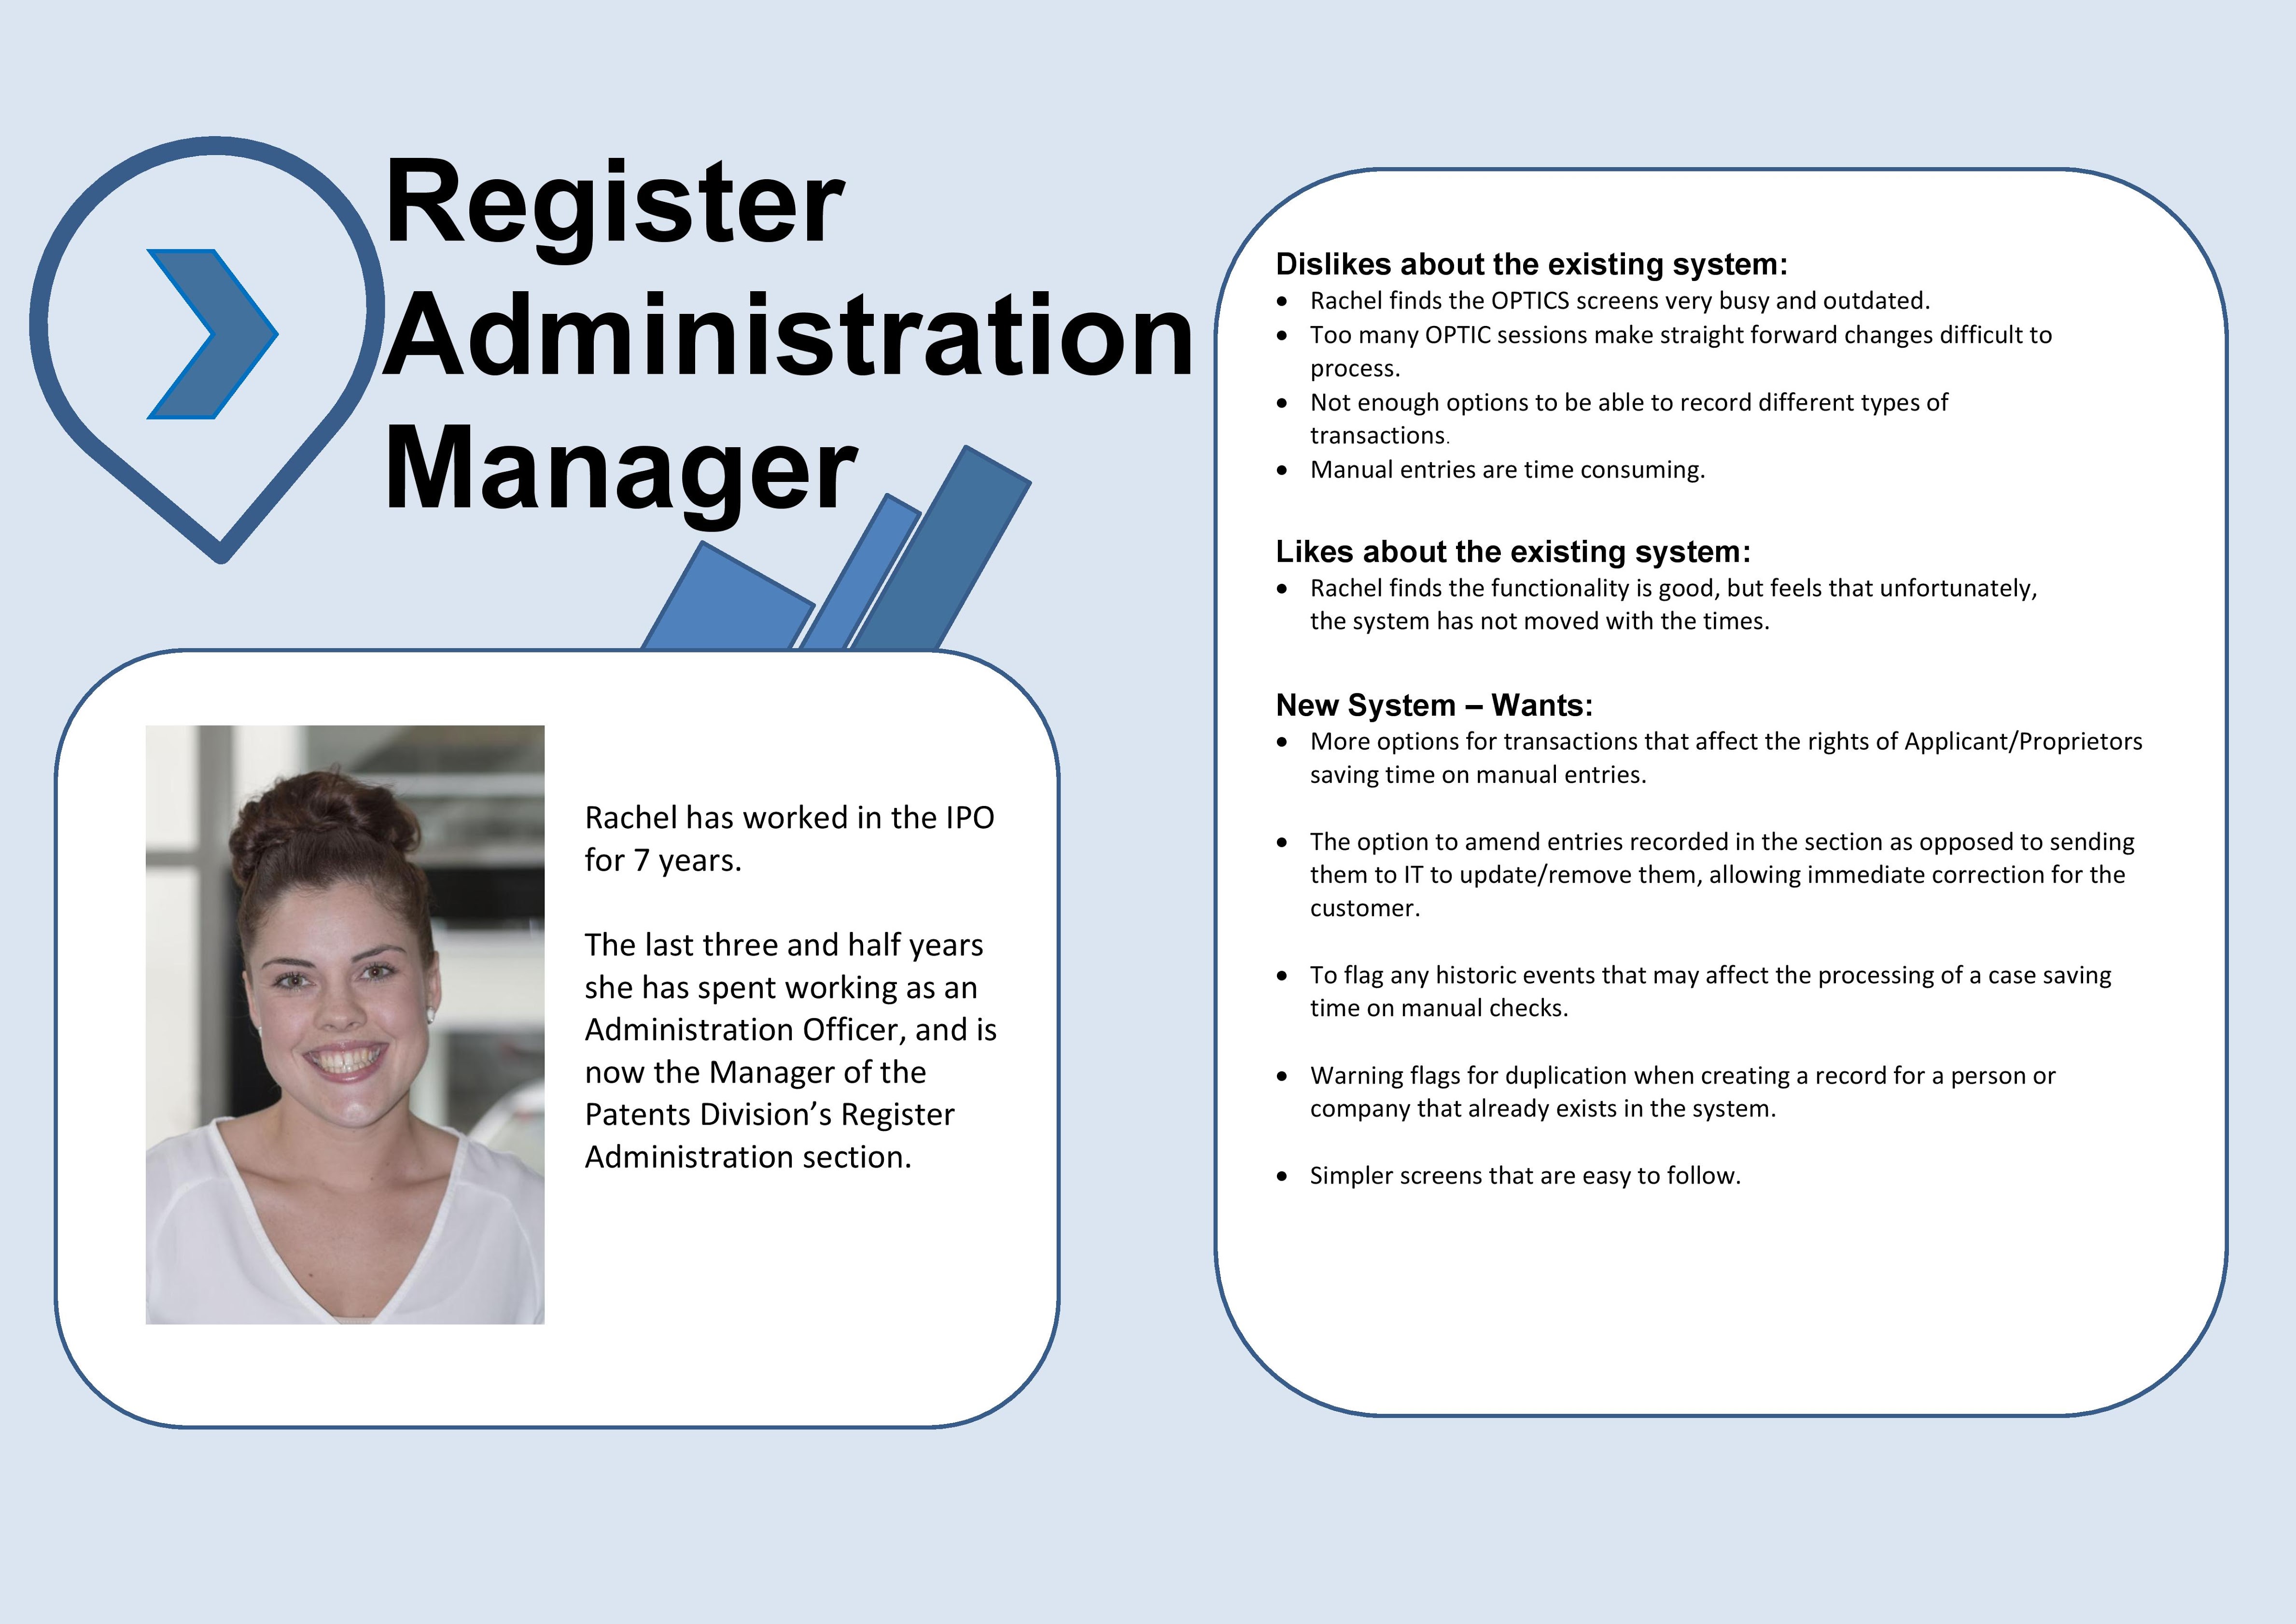 Register
Administration
Manager
Rachel has worked in the IPO
for 7 years.
The last three and half years
she has spent working as an
Administration Officer, and is
now the Manager of the
Patents Division’s Register
Administration section.
Dislikes about the existing system:
• Rachel finds the OPTICS screens very busy and outdated.
• Too many OPTIC sessions make straight forward changes difficult to
process.
• Not enough options to be able to record different types of
transactions.
• Manual entries are time consuming.
Likes about the existing system:
• Rachel finds the functionality is good, but feels that unfortunately,
the system has not moved with the times.
New System – Wants:
• More options for transactions that affect the rights of Applicant/Proprietors
saving time on manual entries.
• The option to amend entries recorded in the section as opposed to sending
them to IT to update/remove them, allowing immediate correction for the
customer.
• To flag any historic events that may affect the processing of a case saving
time on manual checks.
• Warning flags for duplication when creating a record for a person or
company that already exists in the system.
• Simpler screens that are easy to follow.